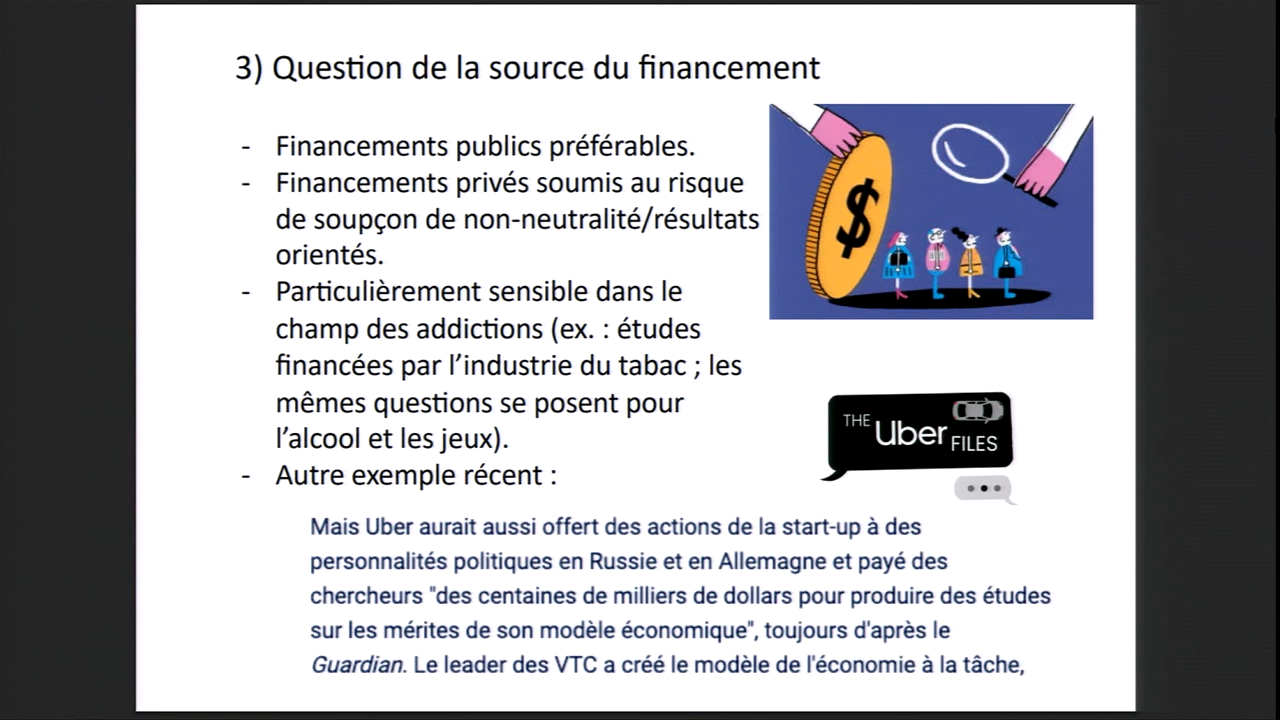 3) Question de la source du financement
- Financements publics préférables.
- Financements privés soumis au risque
de soupçon de non-neutralité/résultats
orientés.
- Particulièrement sensible dans le
champ des addictions (ex. : études
financées par l’industrie du tabac ; les
mêmes questions se posent pour
l’alcool et les jeux).
- Autre exemple récent :
$
THE Uber FILES
Mais Uber aurait aussi offert des actions de la start-up à des
personnalités politiques en Russie et en Allemagne et payé des
chercheurs "des centaines de milliers de dollars pour produire des études
sur les mérites de son modèle économique", toujours d'après le
Guardian. Le leader des VTC a créé le modèle de l'économie à la tâche,